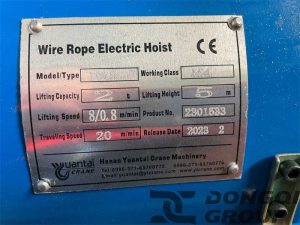 Wire Rope Electric Hoist CE
Model/Type Working Class
Lifting Capacity 2 t Lifting Height 5 m
Lifting Speed 8/0.8 m/min Product No. 2301533
Traveling Speed 20 m/min Release Date 2023 2
Yuantai CRANE Henan Yuantai Crane Machinery
DONGQI
GROUP